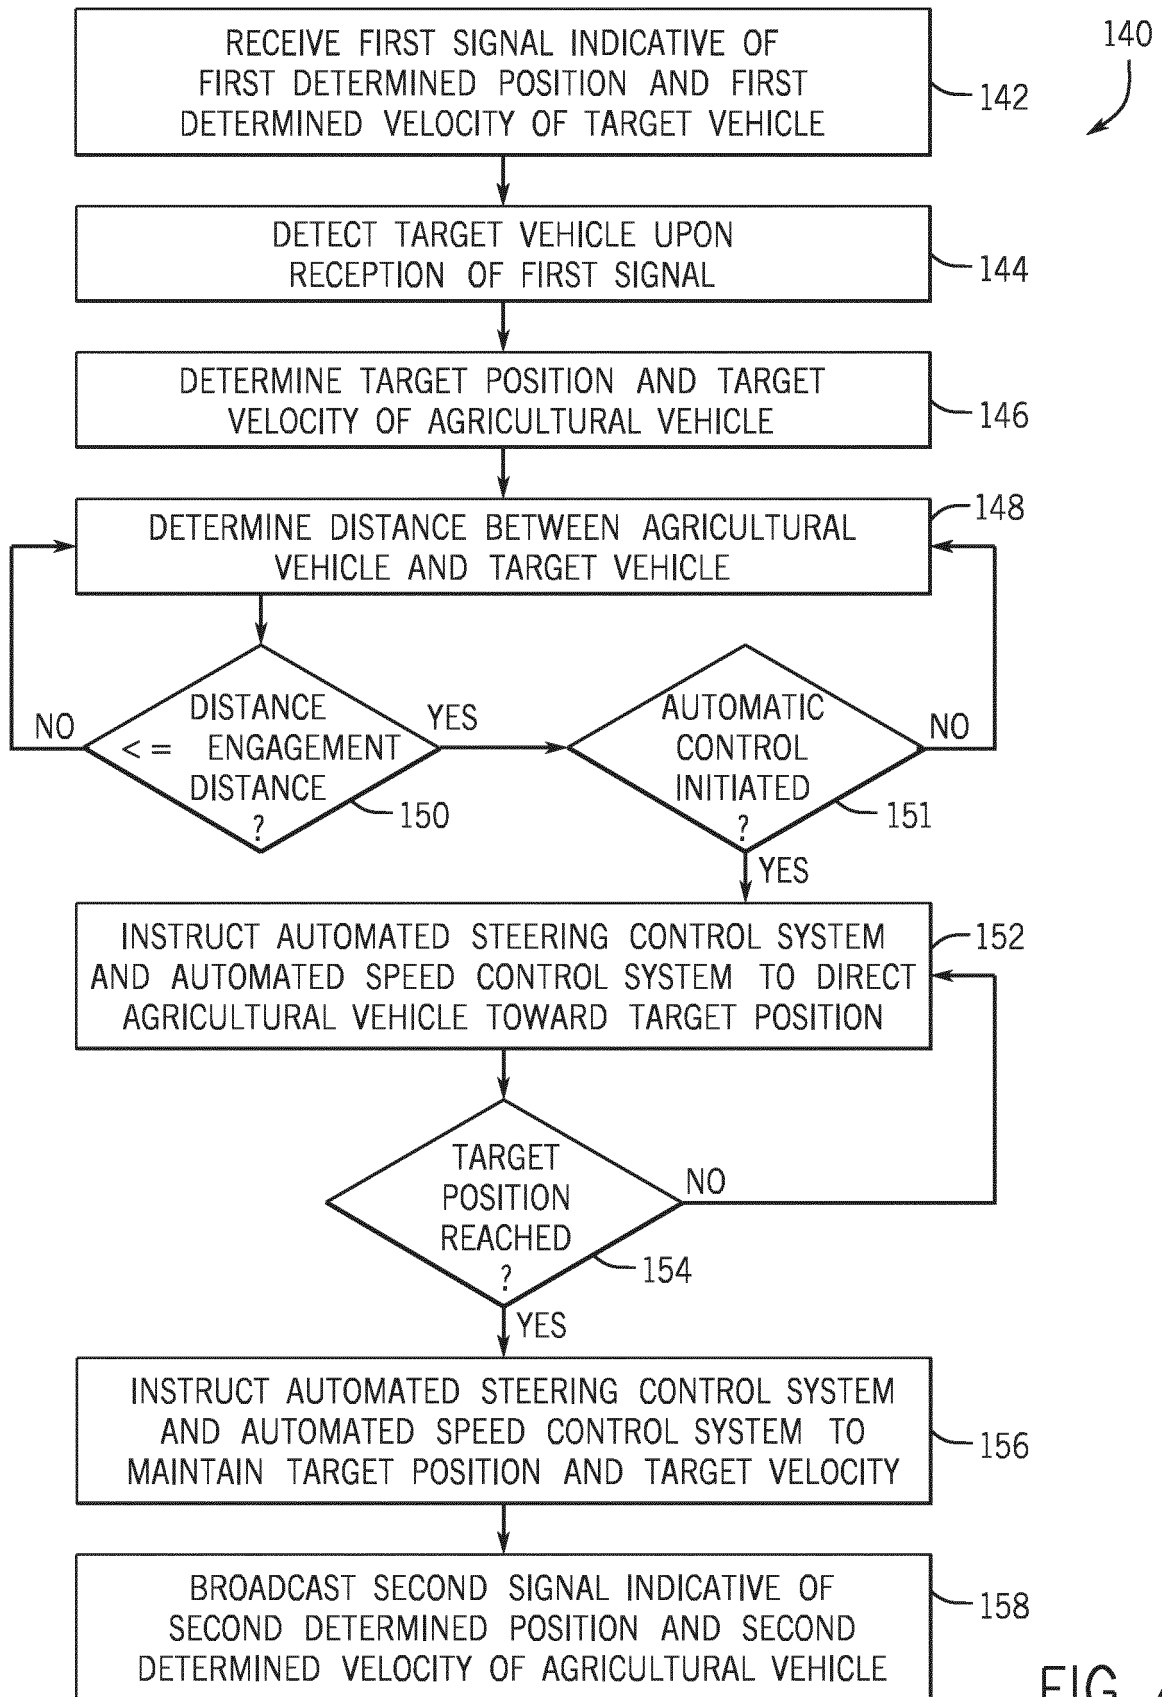 140
RECEIVE FIRST SIGNAL INDICATIVE OF
FIRST DETERMINED POSITION AND FIRST
DETERMINED VELOCITY OF TARGET VEHICLE
142
DETECT TARGET VEHICLE UPON
RECEPTION OF FIRST SIGNAL
144
DETERMINE TARGET POSITION AND TARGET
VELOCITY OF AGRICULTURAL VEHICLE
146
DETERMINE DISTANCE BETWEEN AGRICULTURAL
VEHICLE AND TARGET VEHICLE
148
NO
DISTANCE
<= ENGAGEMENT
DISTANCE
?
150
YES
AUTOMATIC
CONTROL
INITIATED
?
151
NO
YES
INSTRUCT AUTOMATED STEERING CONTROL SYSTEM
AND AUTOMATED SPEED CONTROL SYSTEM TO DIRECT
AGRICULTURAL VEHICLE TOWARD TARGET POSITION
152
TARGET
POSITION
REACHED
?
154
NO
YES
INSTRUCT AUTOMATED STEERING CONTROL SYSTEM
AND AUTOMATED SPEED CONTROL SYSTEM TO
MAINTAIN TARGET POSITION AND TARGET VELOCITY
156
BROADCAST SECOND SIGNAL INDICATIVE OF
SECOND DETERMINED POSITION AND SECOND
DETERMINED VELOCITY OF AGRICULTURAL VEHICLE
158
FIG.